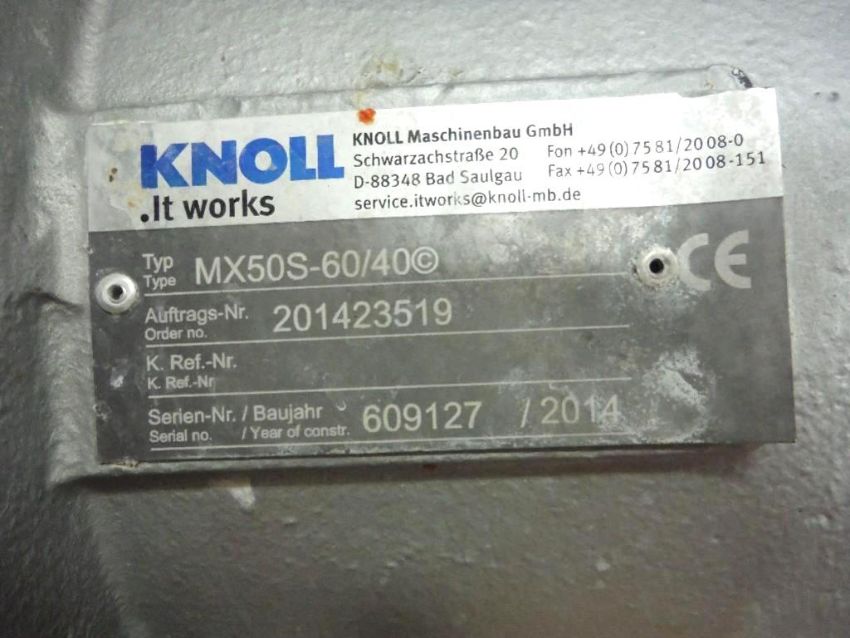 KNOLL
.It works
KNOLL Maschinenbau GmbH
Schwarzachstraße 20 Fon +49 (0) 75 81/20 08-0
D-88348 Bad Saulgau Fax +49 (0) 75 81/20 08-151
service.itworks@knoll-mb.de
Typ
Type MX50S-60/40©
CE
Auftrags-Nr.
Order no. 201423519
K. Ref.-Nr.
K. Ref.-Nr
Serien-Nr. / Baujahr
Serial no. / Year of constr. 609127 / 2014